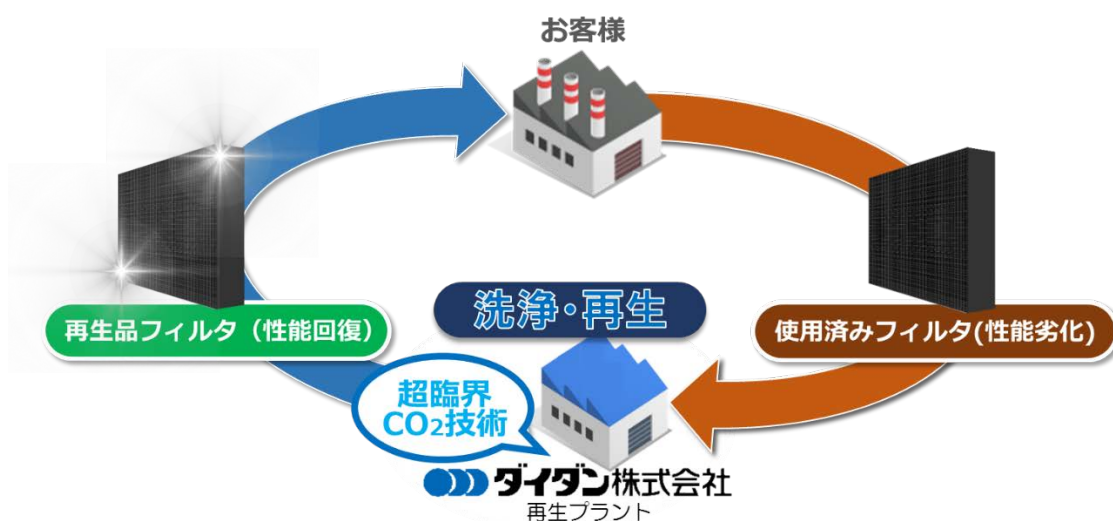 お客様
再生品フィルタ（性能回復）
洗浄・再生
使用済みフィルタ(性能劣化)
超臨界
CO2技術
ダイダン株式会社
再生プラント